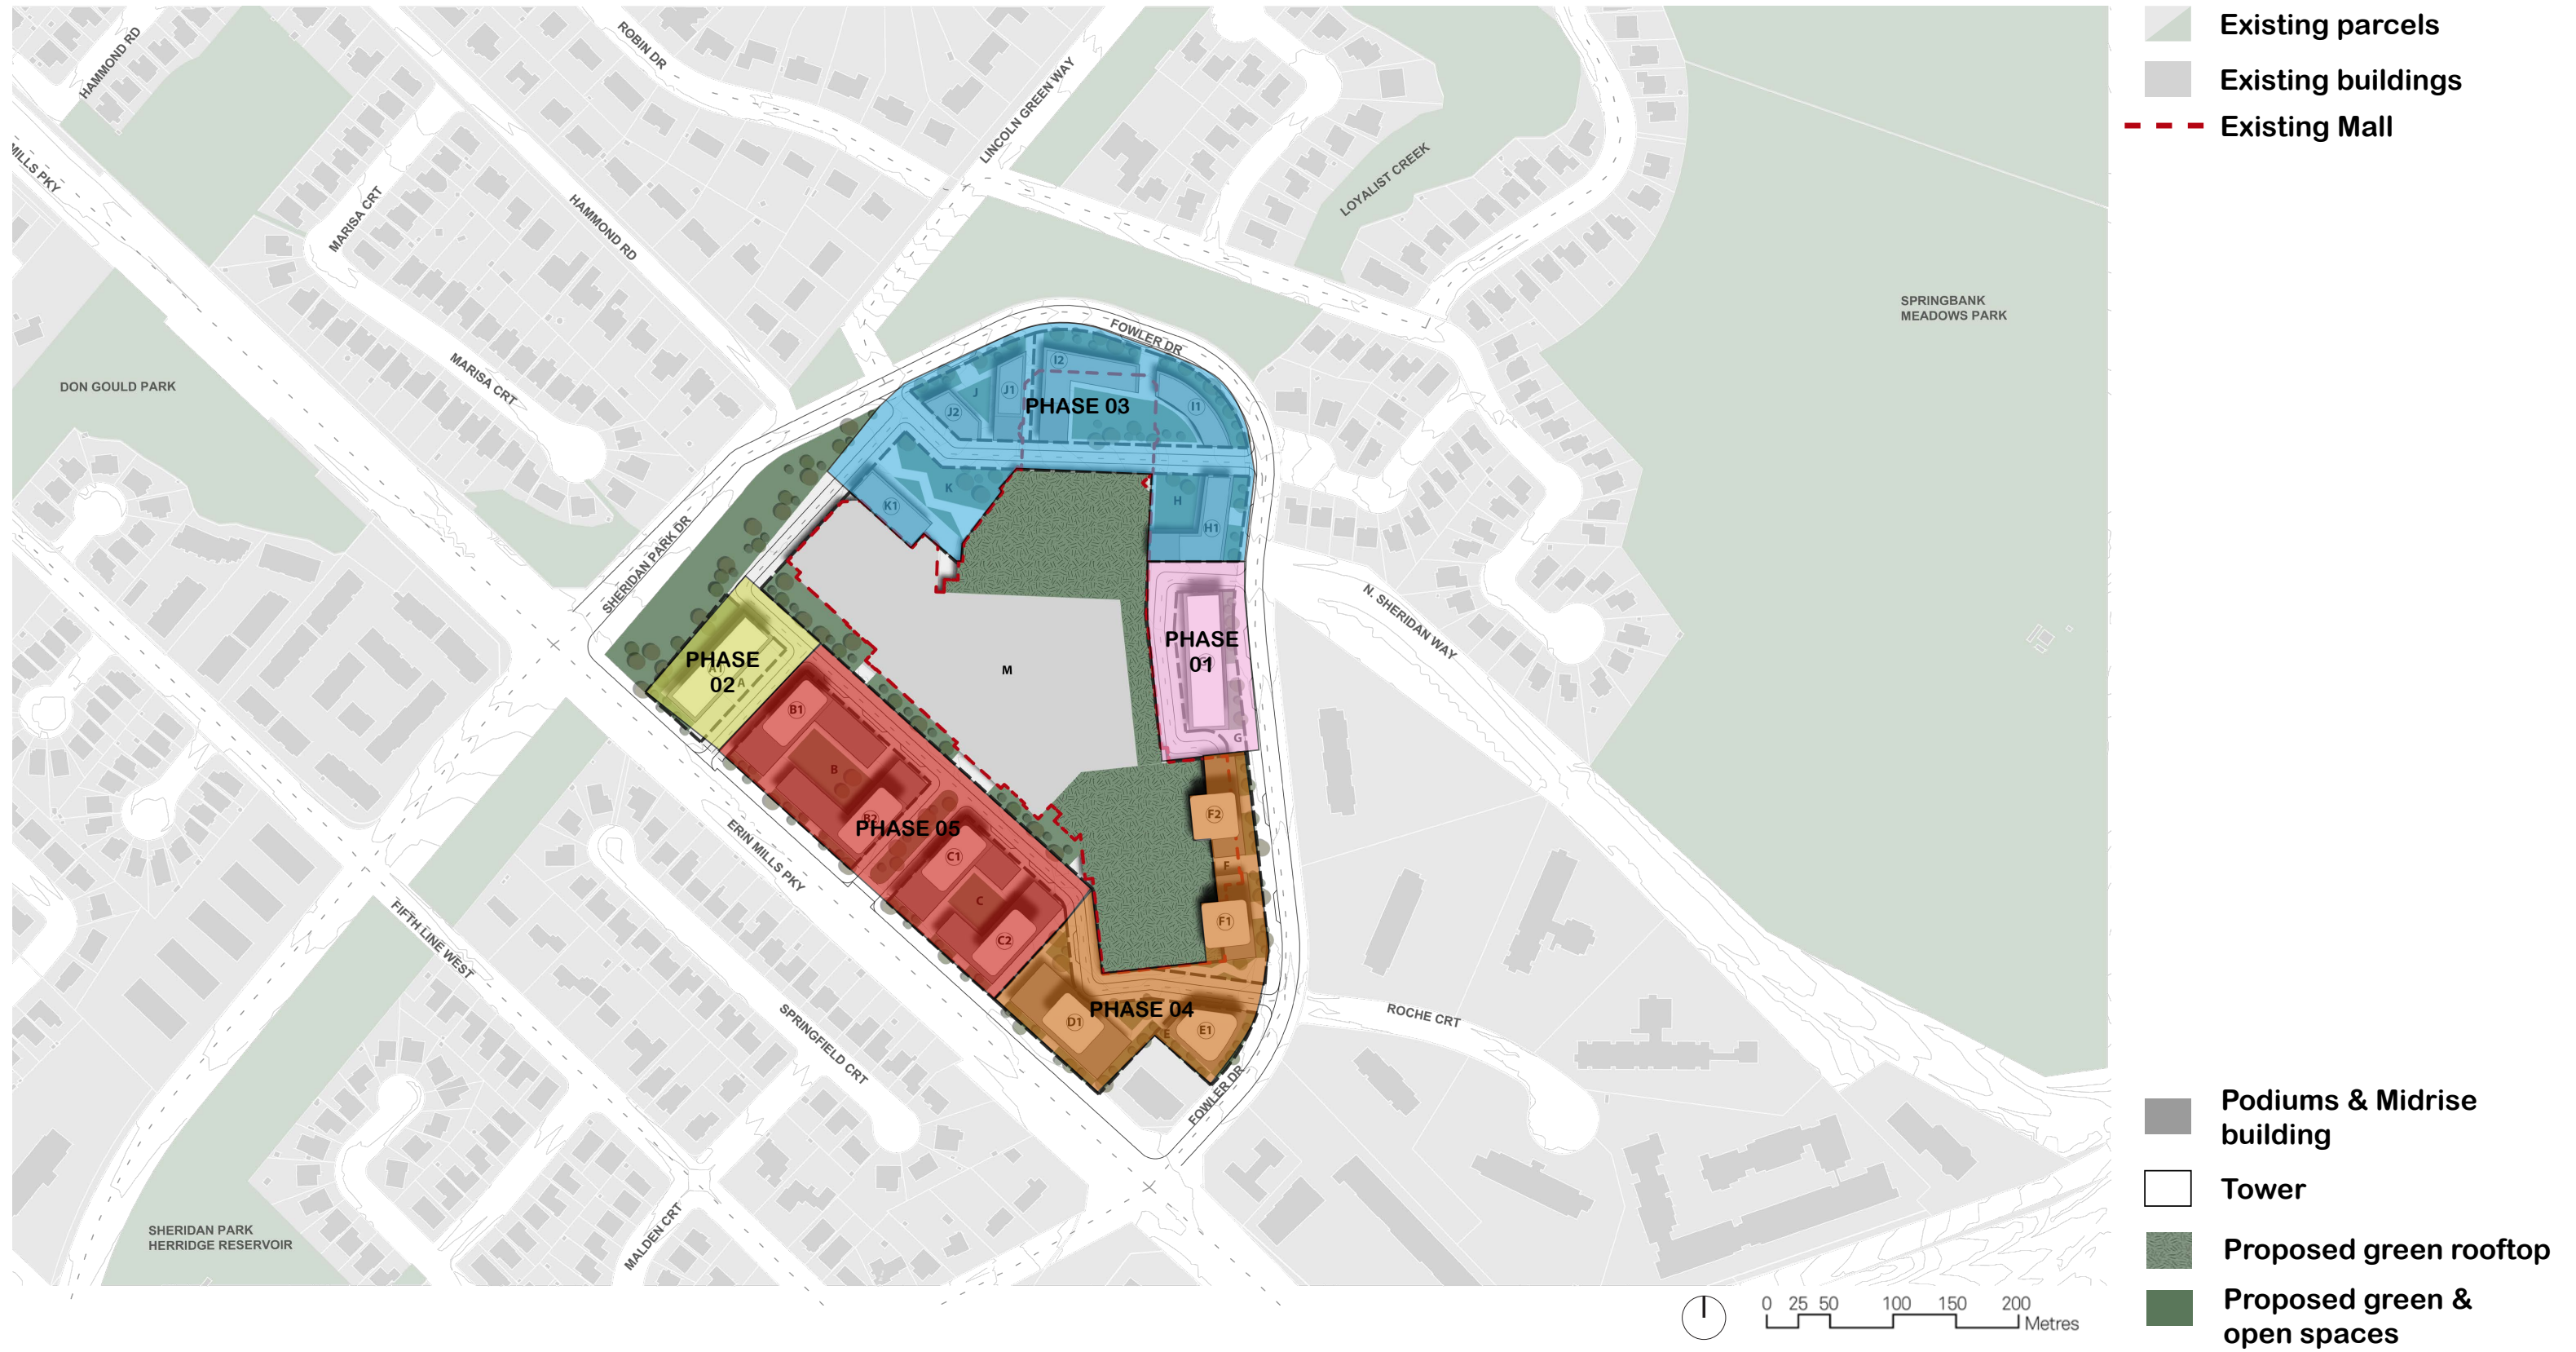 HAMMOND RD
ROBIN DR
LINCOLN GREEN WAY
MILLS PKY
MARISA CRT
HAMMOND RD
LOYALIST CREEK
SPRINGBANK
MEADOWS PARK
DON GOULD PARK
MARISA CRT
FOWLER DR
I2
J
J1
J2
I1
PHASE 03
K
K1
H
H1
SHERIDAN PARK DR
N. SHERIDAN WAY
PHASE
01
G
PHASE
02
A
M
B1
B
B2
PHASE 05
C1
C
C2
F2
F
F1
ERIN MILLS PKY
FIFTH LINE WEST
PHASE 04
D1
E
E1
ROCHE CRT
SPRINGFIELD CRT
FOWLER DR
MALDEN CRT
SHERIDAN PARK
HERRIDGE RESERVOIR
Existing parcels
Existing buildings
Existing Mall
Podiums & Midrise
building
Tower
Proposed green rooftop
Proposed green &
open spaces
0 25 50 100 150 200
Metres